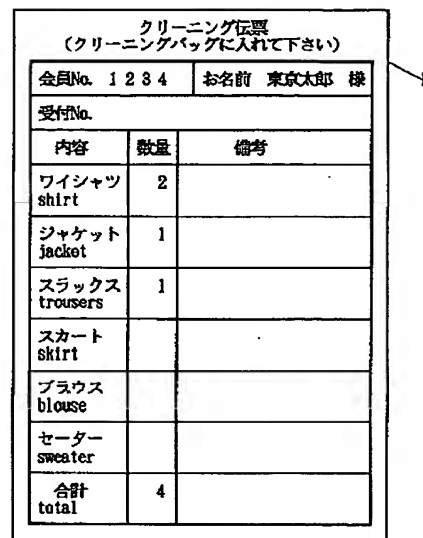 クリーニング伝票
(クリーニングバッグに入れて下さい)
会員No. 1234 お名前 東京太郎 様
受付No.
内容 数量 備考
ワイシャツ 2
shirt
ジャケット 1
jacket
スラックス 1
trousers
スカート
skirt
ブラウス
blouse
セーター
sweater
合計 4
total